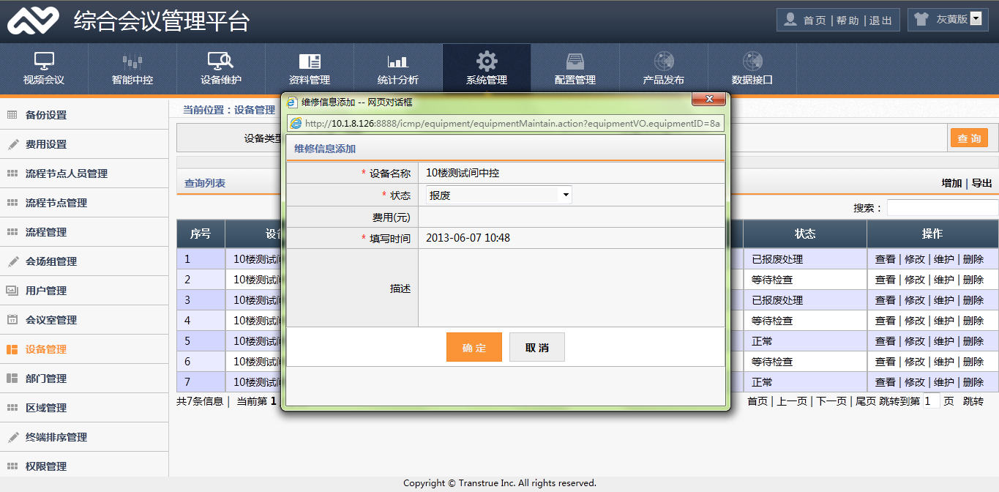 综合会议管理平台
首页 | 帮助 | 退出
灰黄版
视频会议
智能中控
设备维护
资料管理
统计分析
系统管理
配置管理
产品发布
数据接口
备份设置
费用设置
流程节点人员管理
流程节点管理
流程管理
会场组管理
用户管理
会议室管理
设备管理
部门管理
区域管理
终端排序管理
权限管理
当前位置：设备管理
设备类型
查询
查询列表
增加 | 导出
搜索：
序号 设备 状态 操作
1 10楼测试间 已报废处理 查看 | 修改 | 维护 | 删除
2 10楼测试间 等待检查 查看 | 修改 | 维护 | 删除
3 10楼测试间 已报废处理 查看 | 修改 | 维护 | 删除
4 10楼测试间 等待检查 查看 | 修改 | 维护 | 删除
5 10楼测试间 正常 查看 | 修改 | 维护 | 删除
6 10楼测试间 等待检查 查看 | 修改 | 维护 | 删除
7 10楼测试间 正常 查看 | 修改 | 维护 | 删除
共7条信息 | 当前第 1
首页 | 上一页 | 下一页 | 尾页 跳转到第 1 页 跳转
维修信息添加 -- 网页对话框
http://10.1.8.126:8888/icmp/equipment/equipmentMaintain.action?equipmentVO.equipmentID=8a
维修信息添加
* 设备名称 10楼测试间中控
* 状态 报废
费用(元)
* 填写时间 2013-06-07 10:48
描述
确 定 取 消
Copyright © Transtrue Inc. All rights reserved.